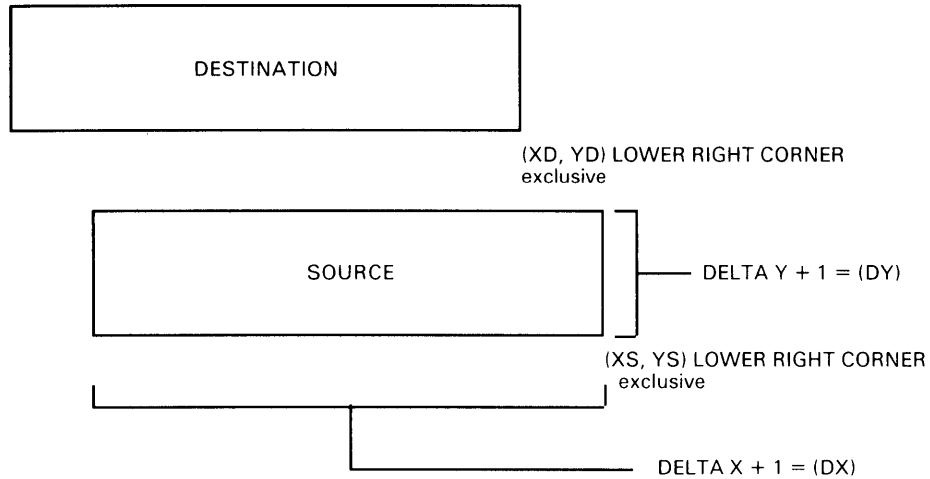 DESTINATION
(XD, YD) LOWER RIGHT CORNER
exclusive
SOURCE
DELTA Y + 1 = (DY)
(XS, YS) LOWER RIGHT CORNER
exclusive
DELTA X + 1 = (DX)